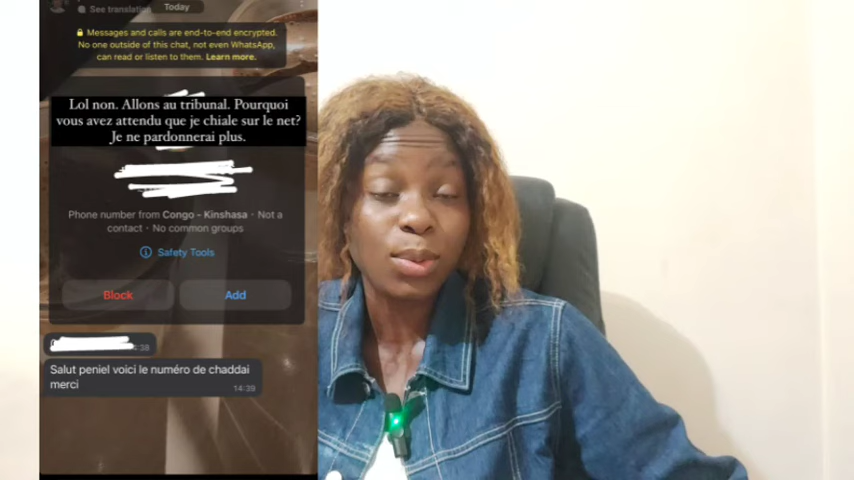 See translation
Today
Messages and calls are end-to-end encrypted.
No one outside of this chat, not even WhatsApp,
can read or listen to them. Learn more.
Lol non. Allons au tribunal. Pourquoi
vous avez attendu que je chiale sur le net?
Je ne pardonnerai plus.
Phone number from Congo - Kinshasa · Not a
contact · No common groups
Safety Tools
Block
Add
:38
Salut peniel voici le numéro de chaddai
merci
14:39